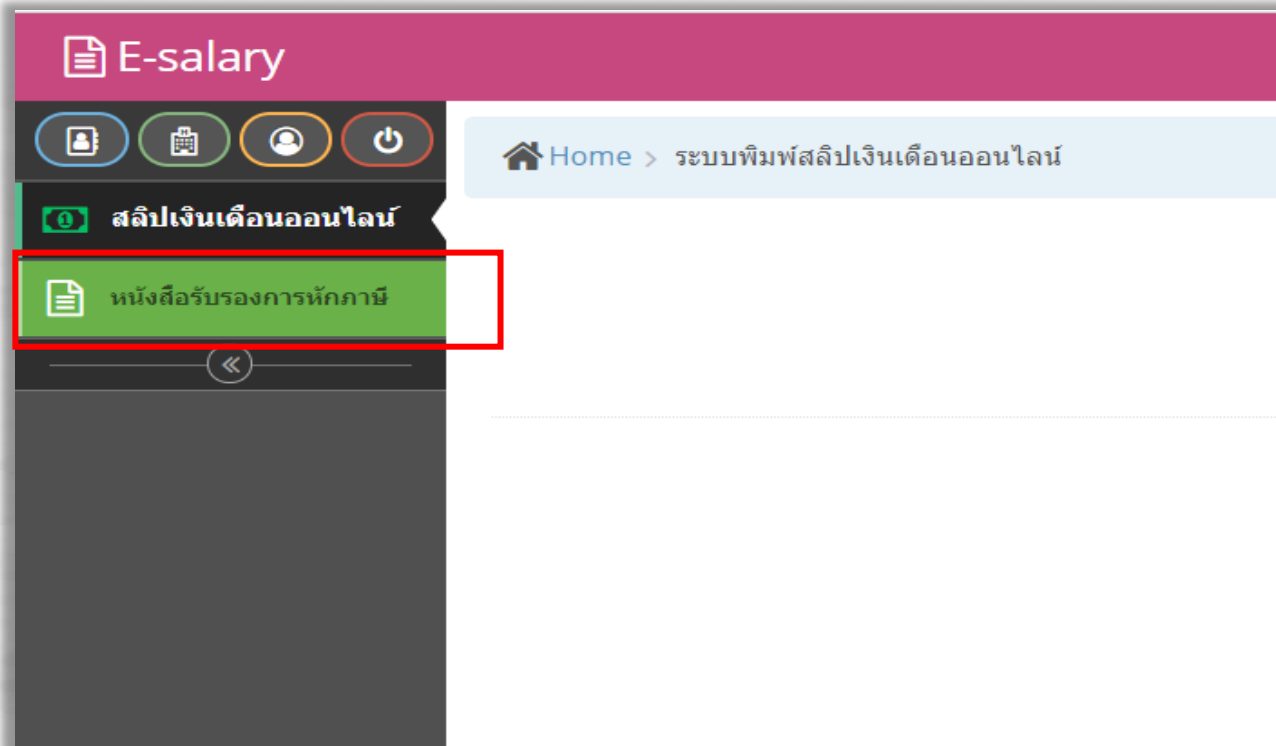 E-salary
Home > ระบบพิมพ์สลิปเงินเดือนออนไลน์
สลิปเงินเดือนออนไลน์
หนังสือรับรองการหักภาษี